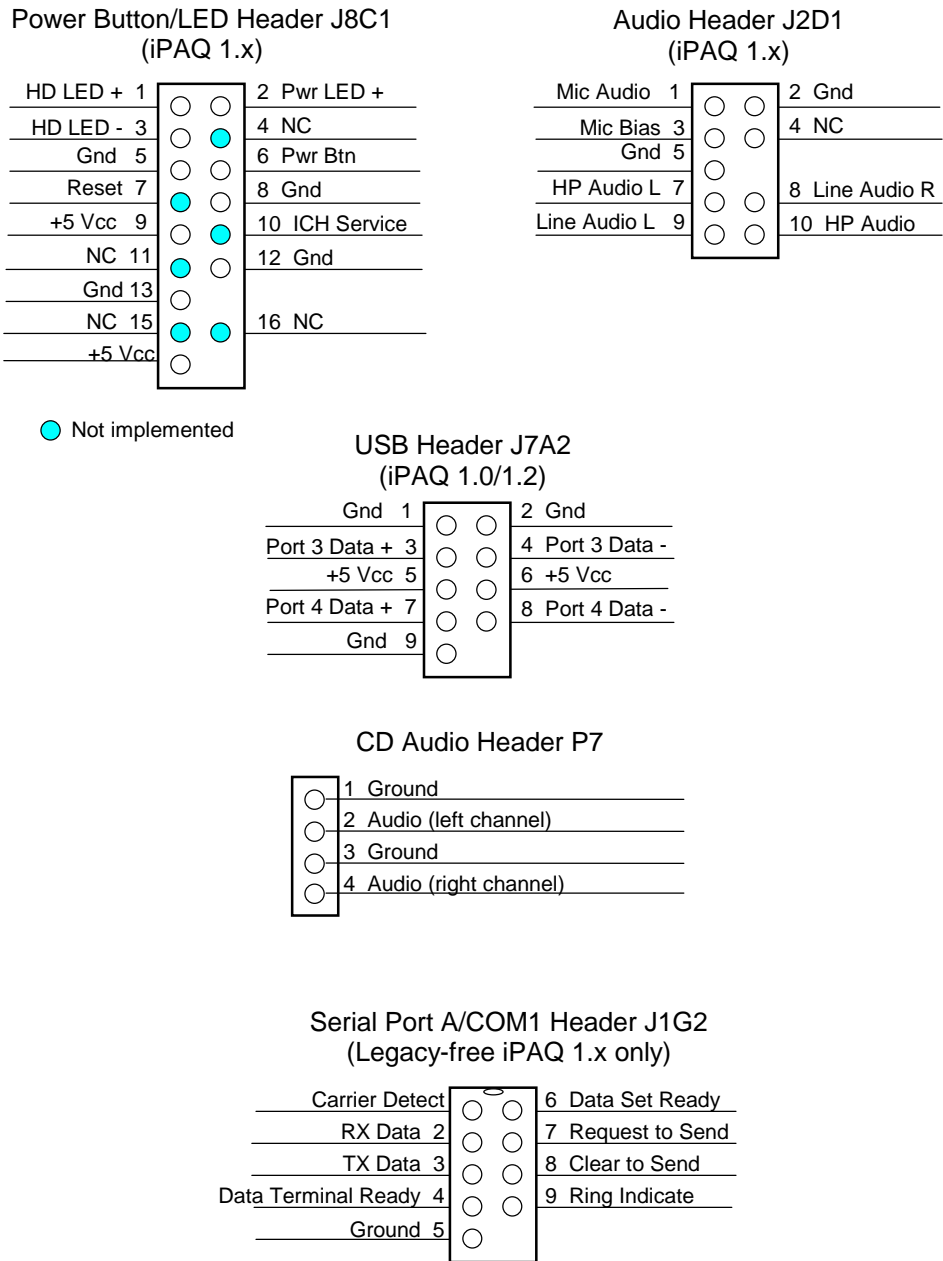 Power Button/LED Header J8C1
(iPAQ 1.x)
HD LED + 1
2 Pwr LED +
HD LED - 3
4 NC
Gnd 5
6 Pwr Btn
Reset 7
8 Gnd
+5 Vcc 9
10 ICH Service
NC 11
12 Gnd
Gnd 13
NC 15
16 NC
+5 Vcc
Not implemented
Audio Header J2D1
(iPAQ 1.x)
Mic Audio 1
2 Gnd
Mic Bias 3
4 NC
Gnd 5
HP Audio L 7
8 Line Audio R
Line Audio L 9
10 HP Audio
USB Header J7A2
(iPAQ 1.0/1.2)
Gnd 1
2 Gnd
Port 3 Data + 3
4 Port 3 Data -
+5 Vcc 5
6 +5 Vcc
Port 4 Data + 7
8 Port 4 Data -
Gnd 9
CD Audio Header P7
1 Ground
2 Audio (left channel)
3 Ground
4 Audio (right channel)
Serial Port A/COM1 Header J1G2
(Legacy-free iPAQ 1.x only)
Carrier Detect
6 Data Set Ready
RX Data 2
7 Request to Send
TX Data 3
8 Clear to Send
Data Terminal Ready 4
9 Ring Indicate
Ground 5